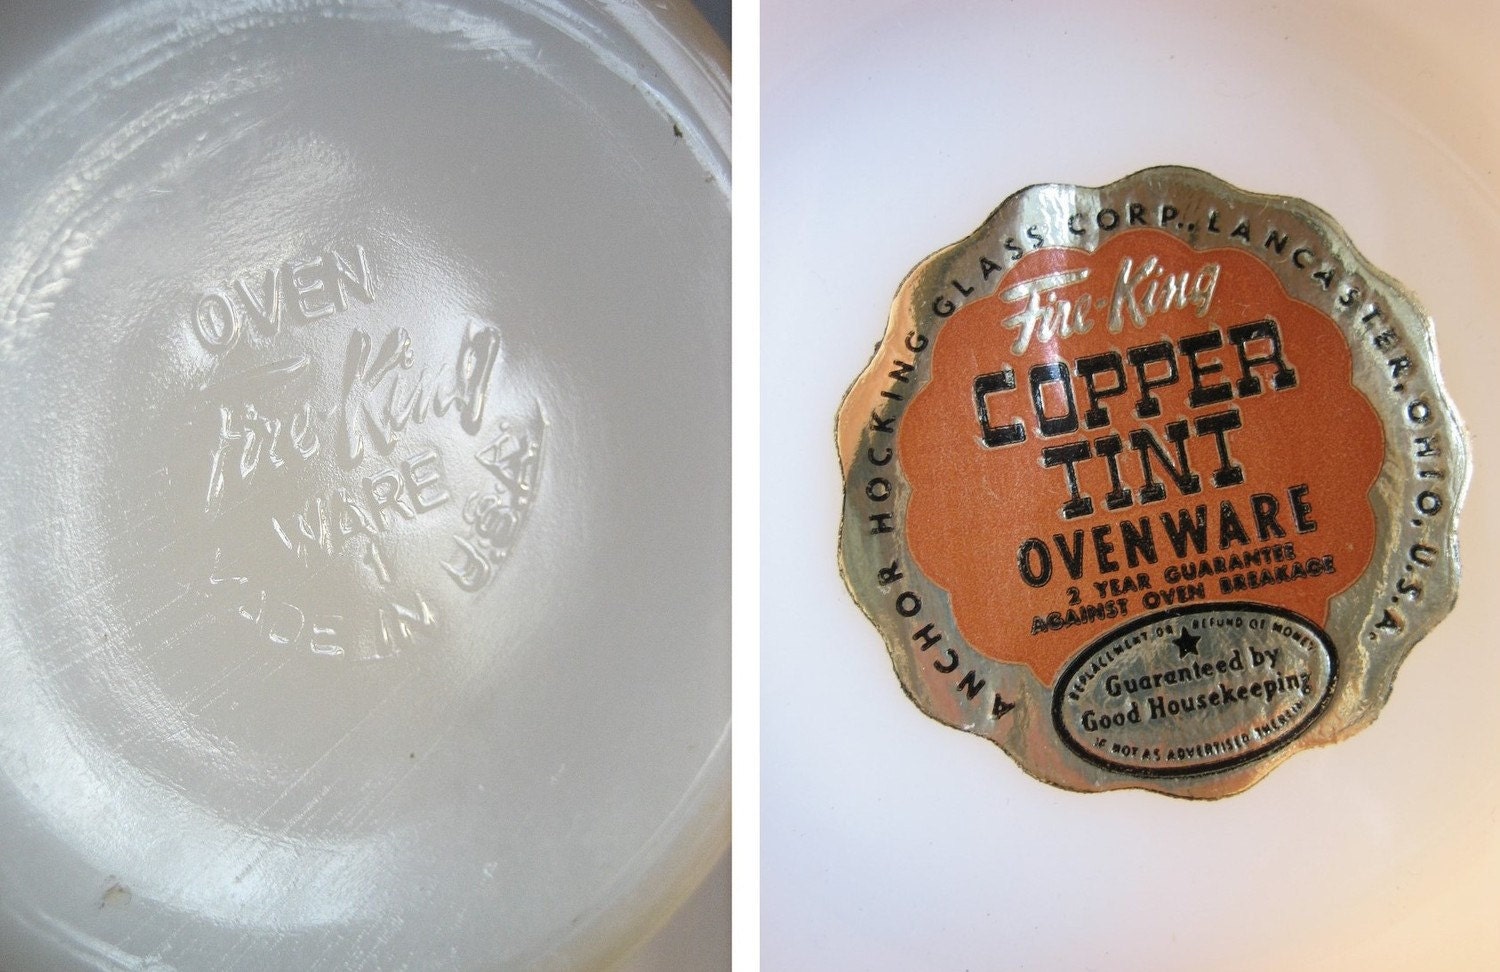 OVEN
Fire-King
WARE
1
MADE IN
U.S.A.
ANCHOR HOCKING GLASS CORP., LANCASTER, OHIO, U.S.A.
Fire-King
COPPER
TINT
OVENWARE
2 YEAR GUARANTEE
AGAINST OVEN BREAKAGE
REPLACEMENT OR REFUND OF MONEY
★
Guaranteed by
Good Housekeeping
IF NOT AS ADVERTISED THEREIN